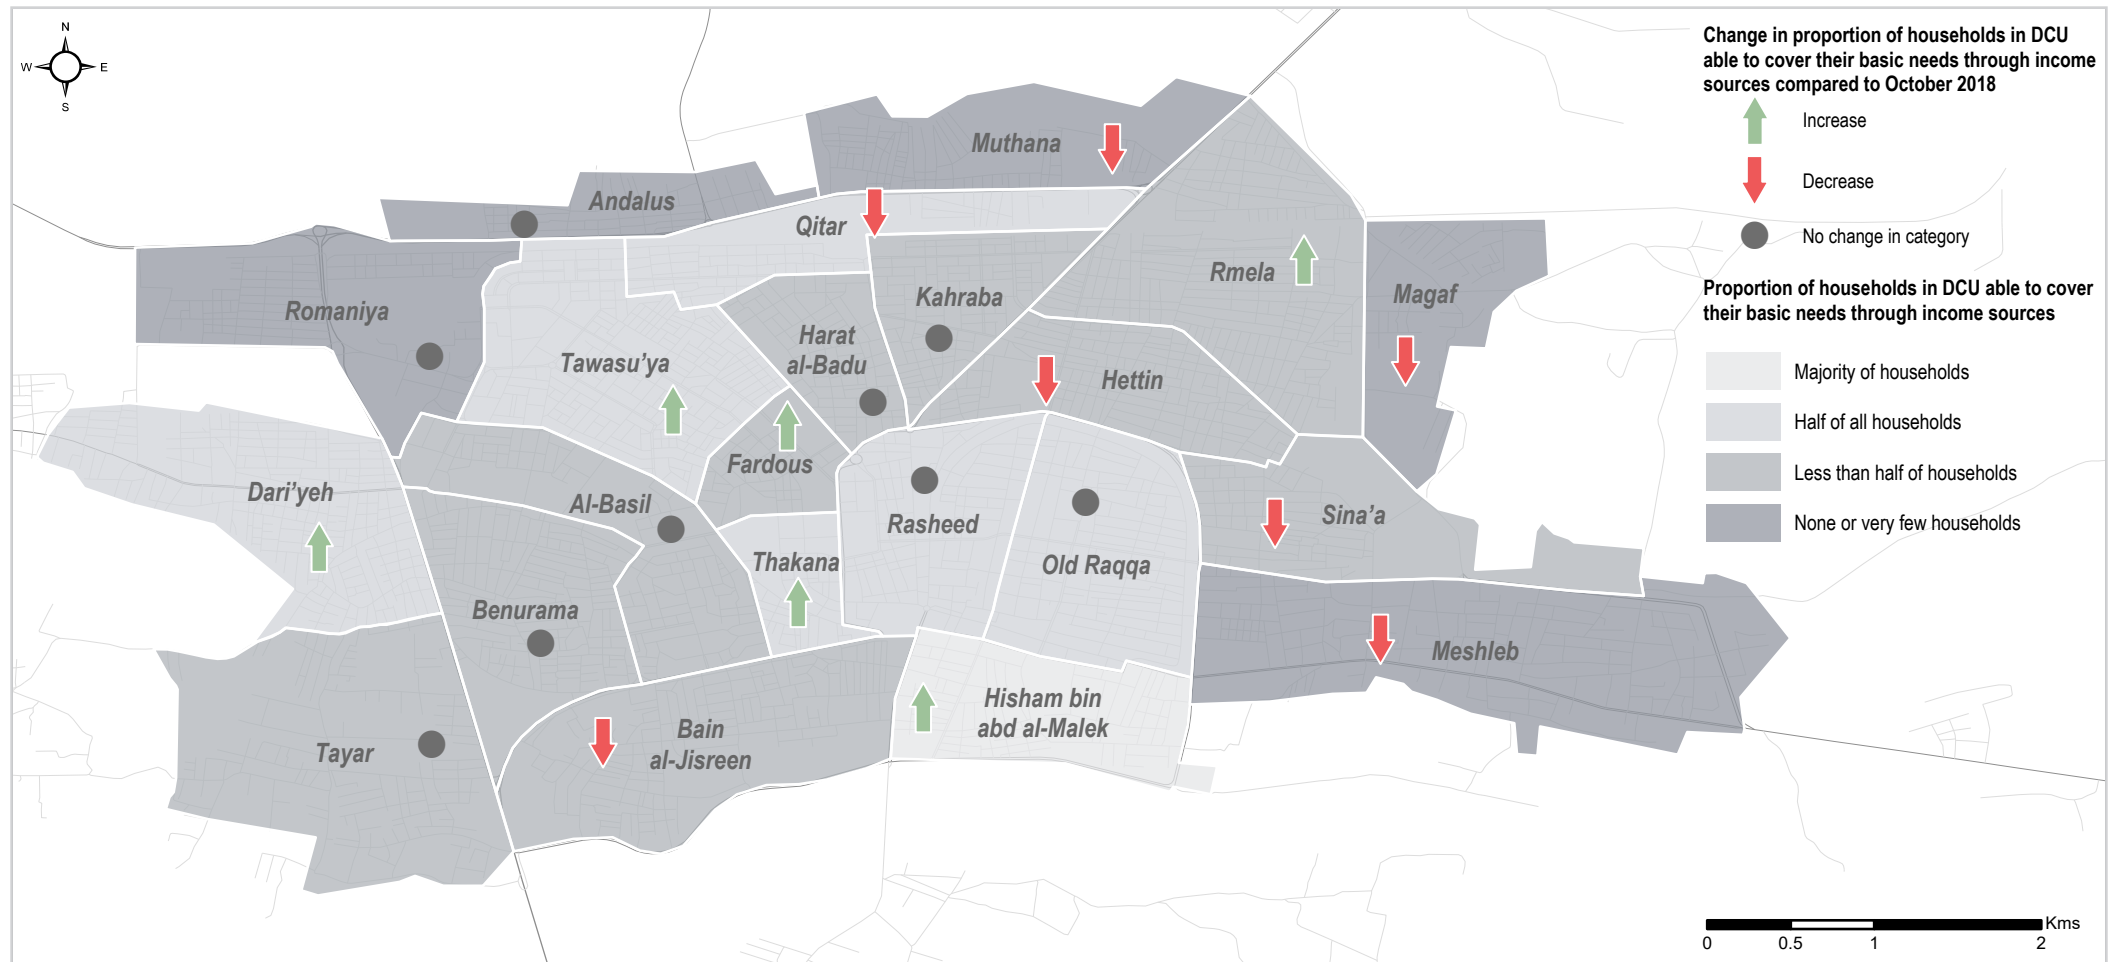 N
W
E
S
Change in proportion of households in DCU
able to cover their basic needs through income
sources compared to October 2018
Increase
Decrease
No change in category
Proportion of households in DCU able to cover
their basic needs through income sources
Majority of households
Half of all households
Less than half of households
None or very few households
Muthana
Andalus
Qitar
Rmela
Magaf
Romaniya
Kahraba
Harat
al-Badu
Tawasu'ya
Hettin
Fardous
Dari'yeh
Al-Basil
Rasheed
Sina'a
Thakana
Old Raqqa
Benurama
Meshleb
Hisham bin
abd al-Malek
Bain
al-Jisreen
Tayar
Kms
0
0.5
1
2